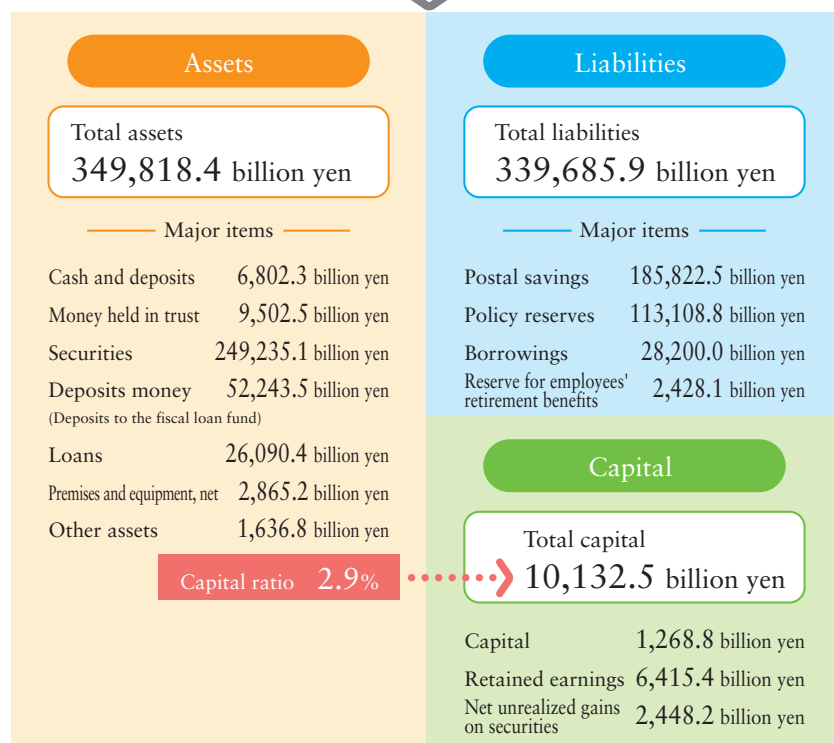 Assets
Total assets
349,818.4 billion yen
Major items
Cash and deposits 6,802.3 billion yen
Money held in trust 9,502.5 billion yen
Securities 249,235.1 billion yen
Deposits money 52,243.5 billion yen
(Deposits to the fiscal loan fund)
Loans 26,090.4 billion yen
Premises and equipment, net 2,865.2 billion yen
Other assets 1,636.8 billion yen
Capital ratio 2.9%
Liabilities
Total liabilities
339,685.9 billion yen
Major items
Postal savings 185,822.5 billion yen
Policy reserves 113,108.8 billion yen
Borrowings 28,200.0 billion yen
Reserve for employees'
retirement benefits 2,428.1 billion yen
Capital
Total capital
10,132.5 billion yen
Capital 1,268.8 billion yen
Retained earnings 6,415.4 billion yen
Net unrealized gains
on securities 2,448.2 billion yen